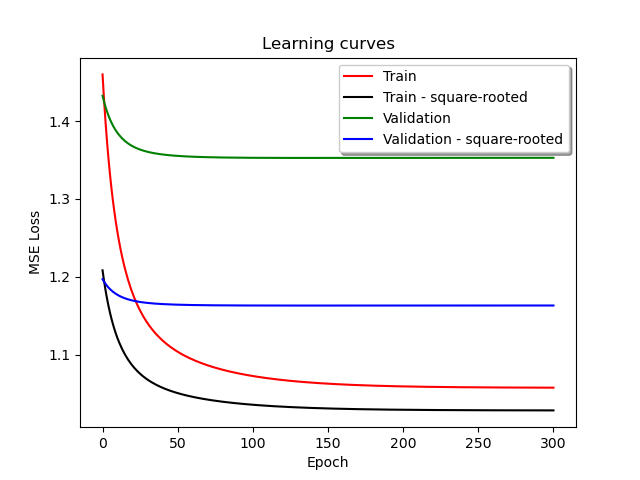 Learning curves
Train
Train - square-rooted
Validation
Validation - square-rooted
MSE Loss
1.4
1.3
1.2
1.1
0 50 100 150 200 250 300
Epoch